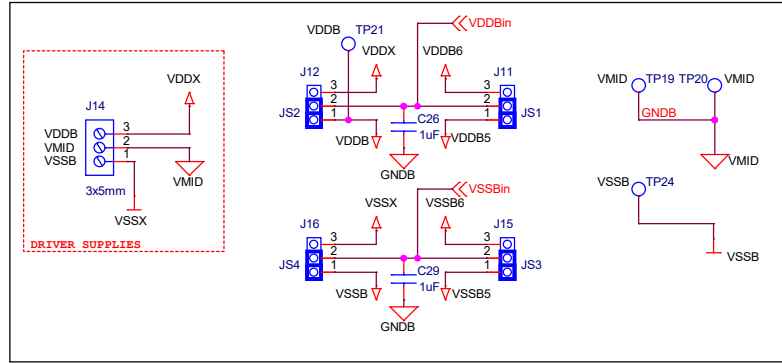 J14
VDDX
VDDB
VMID
VSSB
3
2
1
3x5mm
VMID
VSSX
DRIVER SUPPLIES
VDDB
TP21
VDDBin
J12
VDDX
VDDB6
J11
3
2
1
JS2
3
2
1
JS1
C26
1uF
VDDB
VDDB5
GNDB
VSSBin
J16
VSSX
VSSB6
J15
3
2
1
JS4
3
2
1
JS3
C29
1uF
VSSB
VSSB5
GNDB
VMID
TP19
TP20
VMID
GNDB
VMID
VSSB
TP24
VSSB